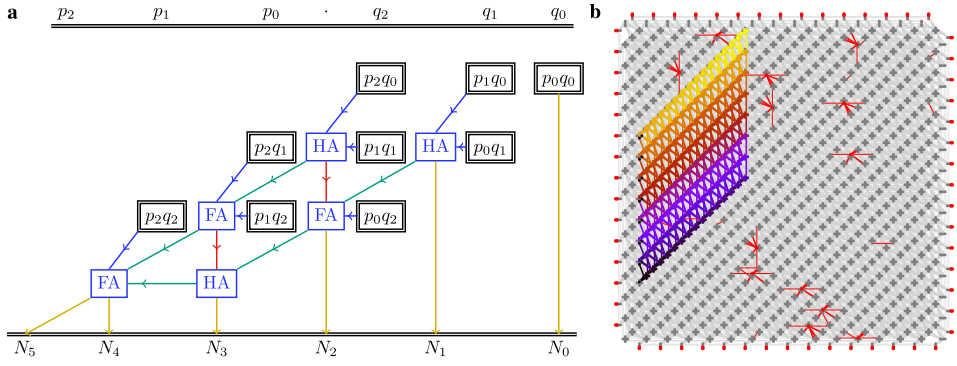 a
b
p₂ p₁ p₀ · q₂ q₁ q₀
p₂q₀ p₁q₀ p₀q₀
p₂q₁ HA p₁q₁ HA p₀q₁
p₂q₂ FA p₁q₂ FA p₀q₂
FA HA
N₅ N₄ N₃ N₂ N₁ N₀